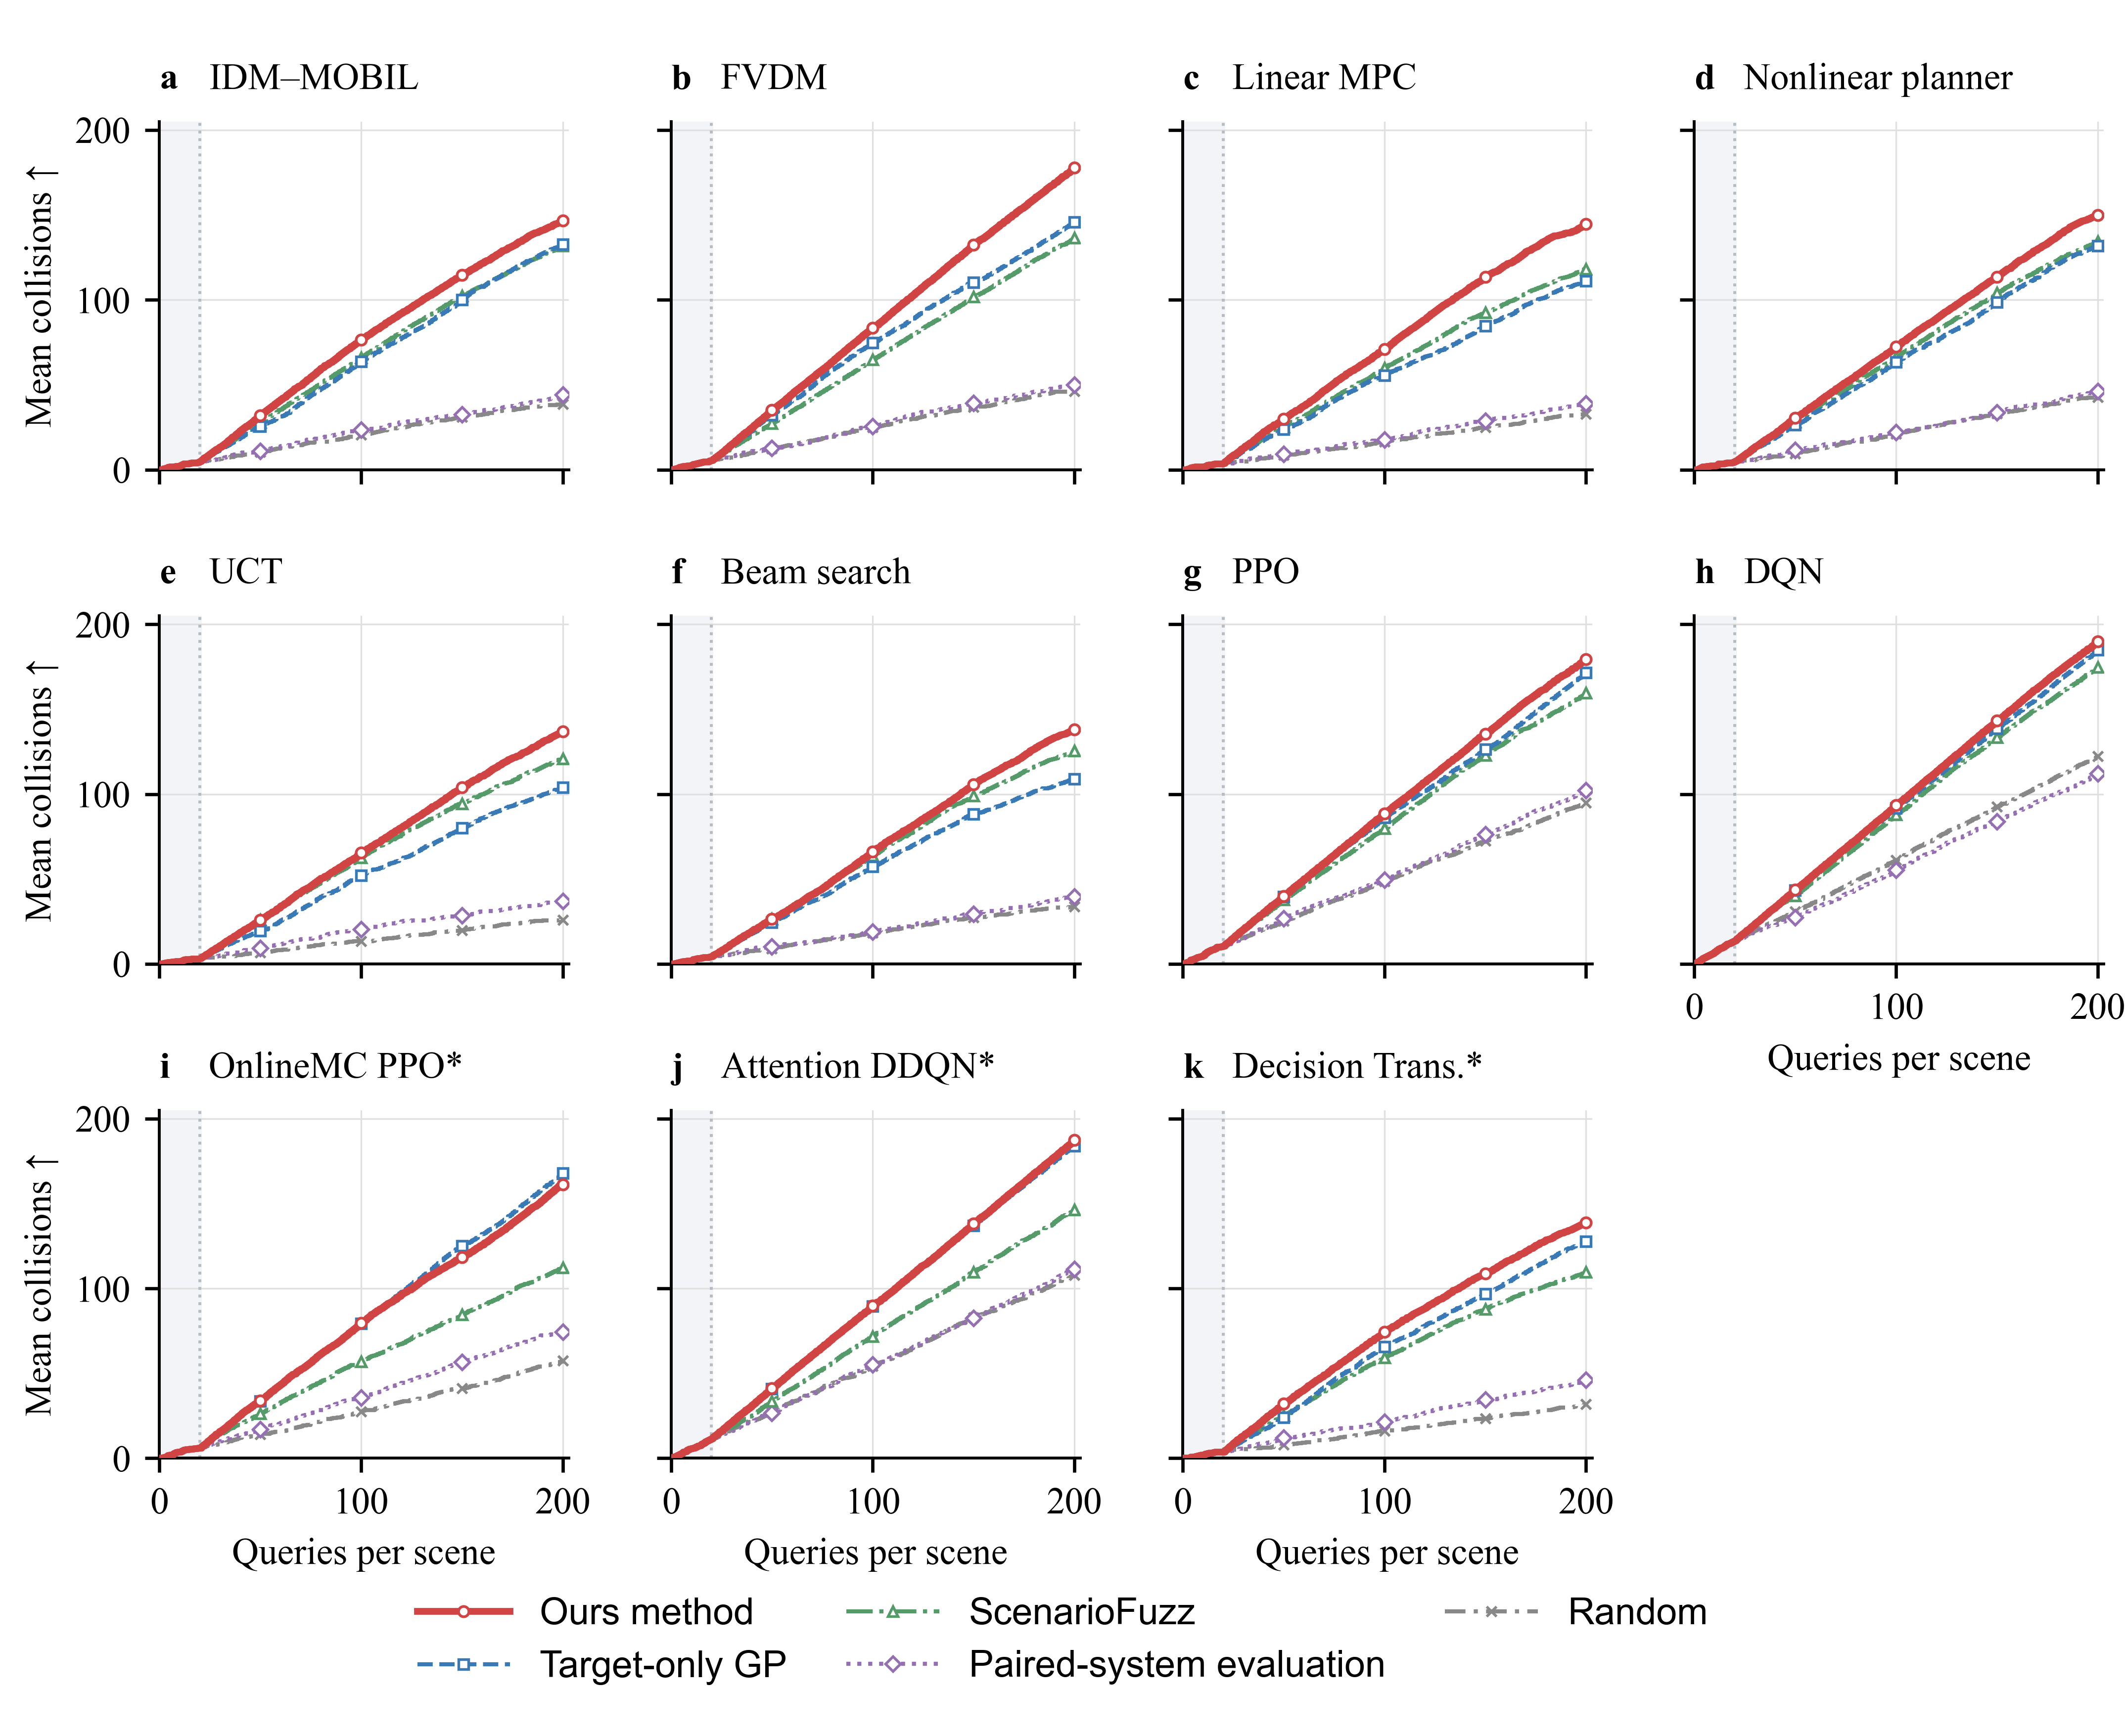 a IDM–MOBIL
b FVDM
c Linear MPC
d Nonlinear planner
Mean collisions ↑
200
100
0
e UCT
f Beam search
g PPO
h DQN
Mean collisions ↑
200
100
0
0 100 200
Queries per scene
i OnlineMC PPO*
j Attention DDQN*
k Decision Trans.*
Mean collisions ↑
200
100
0
0 100 200
0 100 200
0 100 200
Queries per scene
Queries per scene
Queries per scene
Ours method
ScenarioFuzz
Random
Target-only GP
Paired-system evaluation